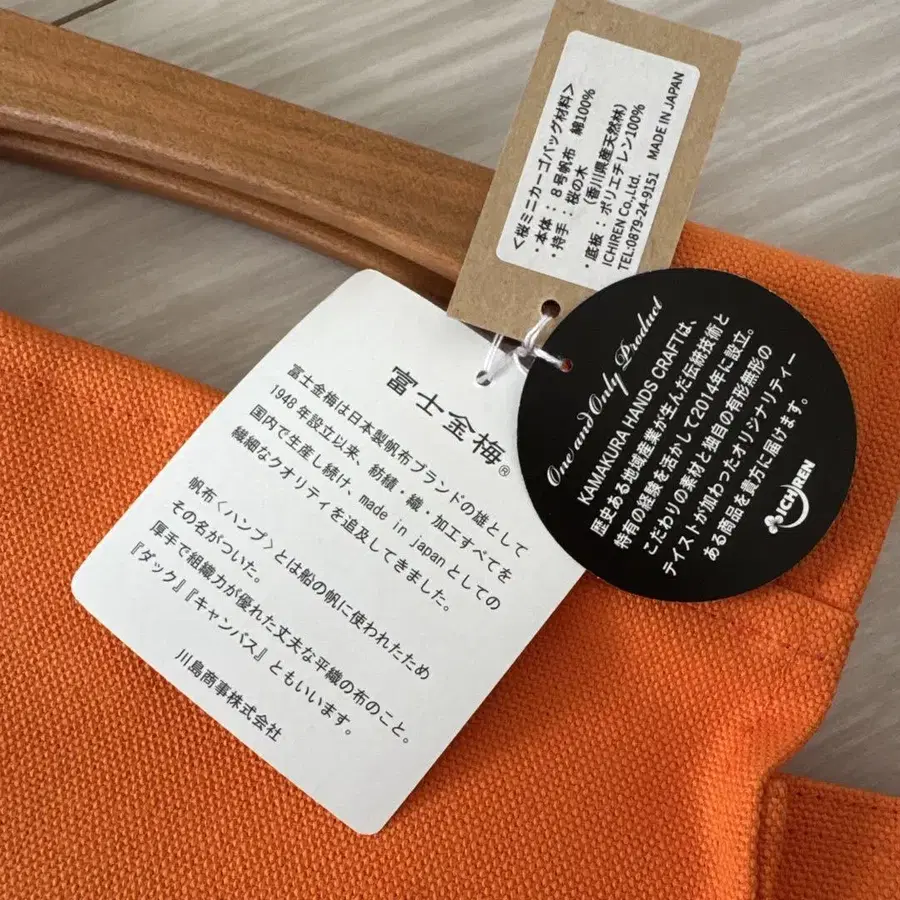 <桜ミニカーゴバッグ材料>
・本体： 8号帆布 綿100%
・持手： 桜の木
(香川県産天然林)
・底板： ポリエチレン100%
ICHIREN Co.,Ltd.
TEL:0879-24-9151 MADE IN JAPAN
富士金梅®
富士金梅は日本製帆布ブランドの雄として
1948年設立以来、紡績・織・加工すべてを
国内で生産し続け、made in japanとしての
繊細なクオリティを追及してきました。
帆布〈ハンプ〉とは船の帆に使われたため
その名がついた。
厚手で組織力が優れた丈夫な平織の布のこと。
『ダック』『キャンバス』ともいいます。
川島商事株式会社
One and Only Product
KAMAKURA HANDS CRAFTは、
歴史ある地域産業が生んだ伝統技術と
特有の経験を活かして2014年に設立。
こだわりの素材と独自の有形無形の
テイストが加わったオリジナリティー
ある商品を貴方に届けます。
ICHIREN